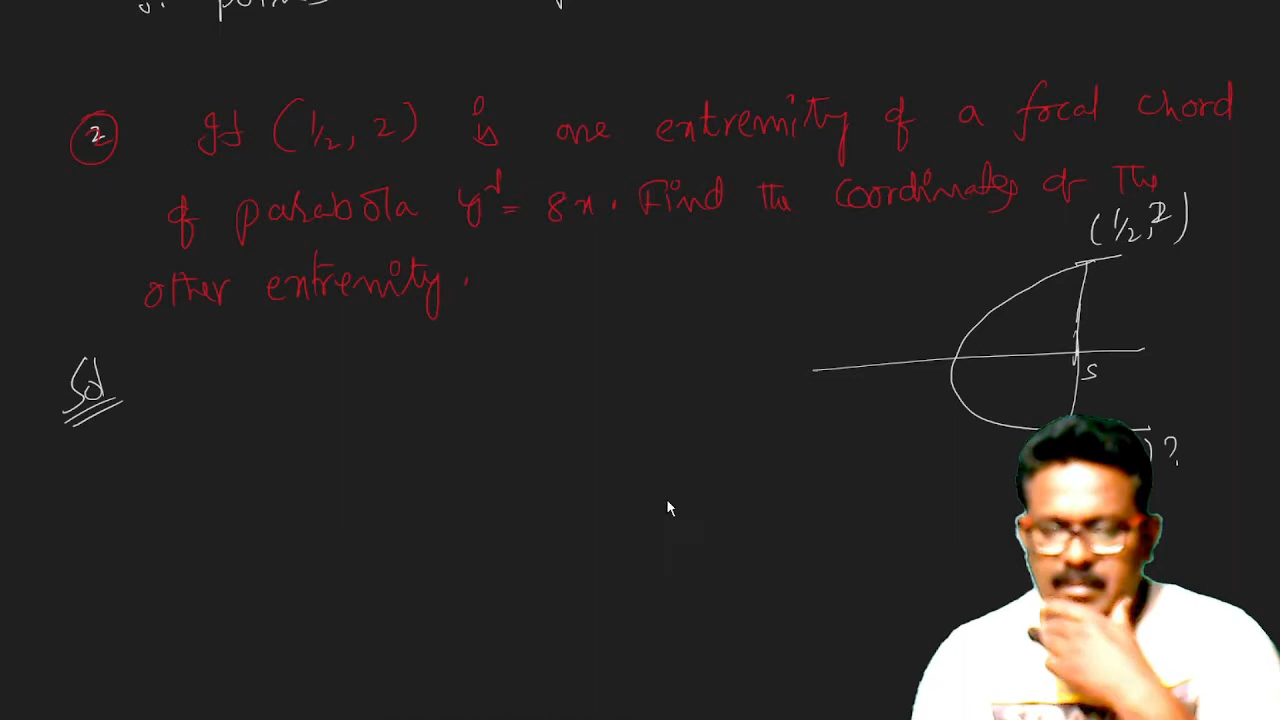 ② If (1/2, 2) is one extremity of a focal chord
of parabola y² = 8x. Find the coordinates of the
other extremity.
(1/2, 2)
Sol
S
) ?